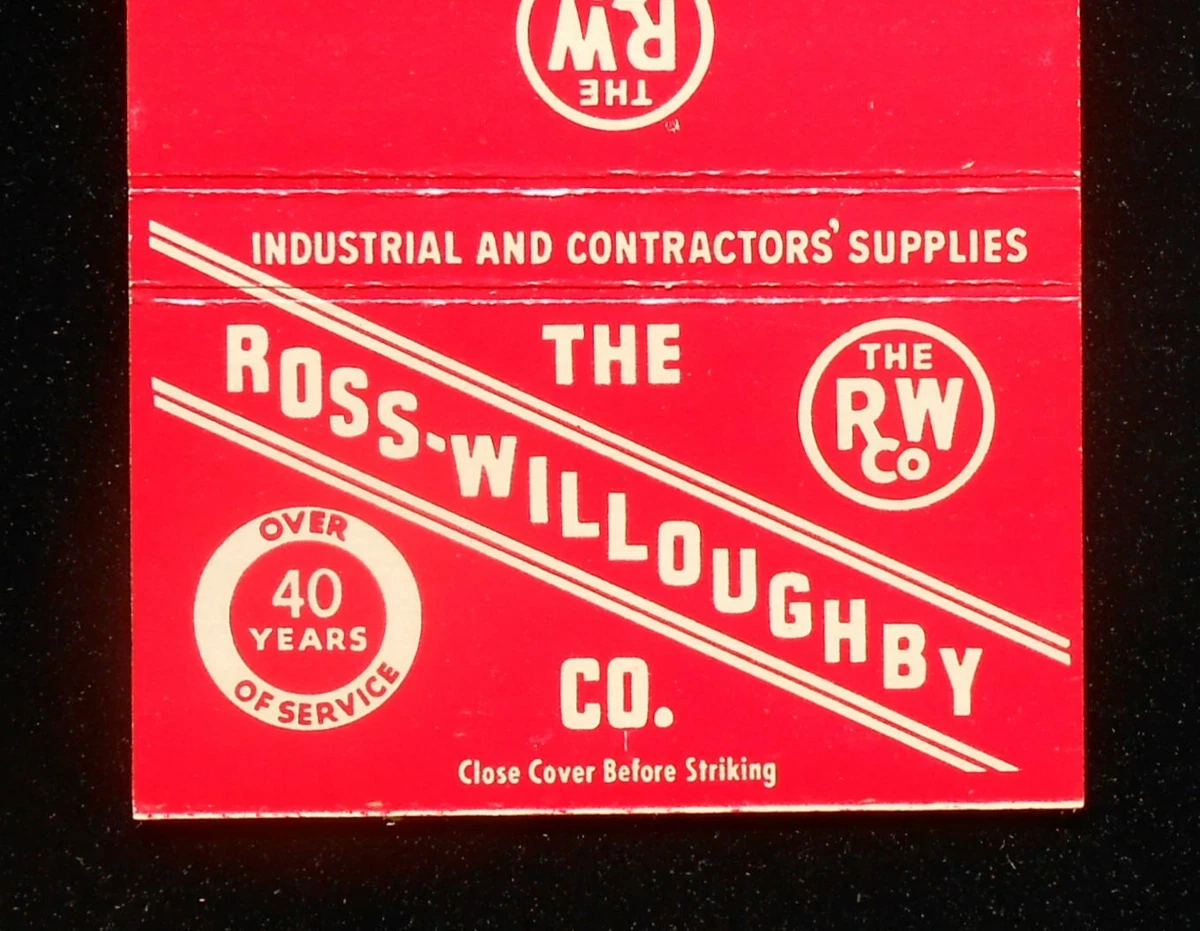 THE
RW
INDUSTRIAL AND CONTRACTORS' SUPPLIES
THE
ROSS-WILLOUGHBY
CO.
THE
RW
Co
OVER
40
YEARS
OF SERVICE
Close Cover Before Striking